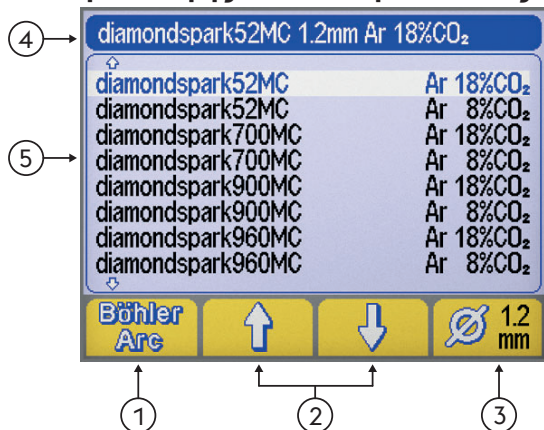 ④ diamondspark52MC 1.2mm Ar 18%CO₂
diamondspark52MC Ar 18%CO₂
diamondspark52MC Ar 8%CO₂
diamondspark700MC Ar 18%CO₂
⑤ diamondspark700MC Ar 8%CO₂
diamondspark900MC Ar 18%CO₂
diamondspark900MC Ar 8%CO₂
diamondspark960MC Ar 18%CO₂
diamondspark960MC Ar 8%CO₂
Böhler Arc
1.2 mm
① ② ③